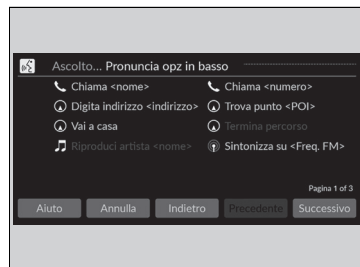 Ascolto... Pronuncia opz in basso
Chiama <nome>
Chiama <numero>
Digita indirizzo <indirizzo>
Trova punto <POI>
Vai a casa
Termina percorso
Riproduci artista <nome>
Sintonizza su <Freq. FM>
Pagina 1 of 3
Aiuto
Annulla
Indietro
Precedente
Successivo